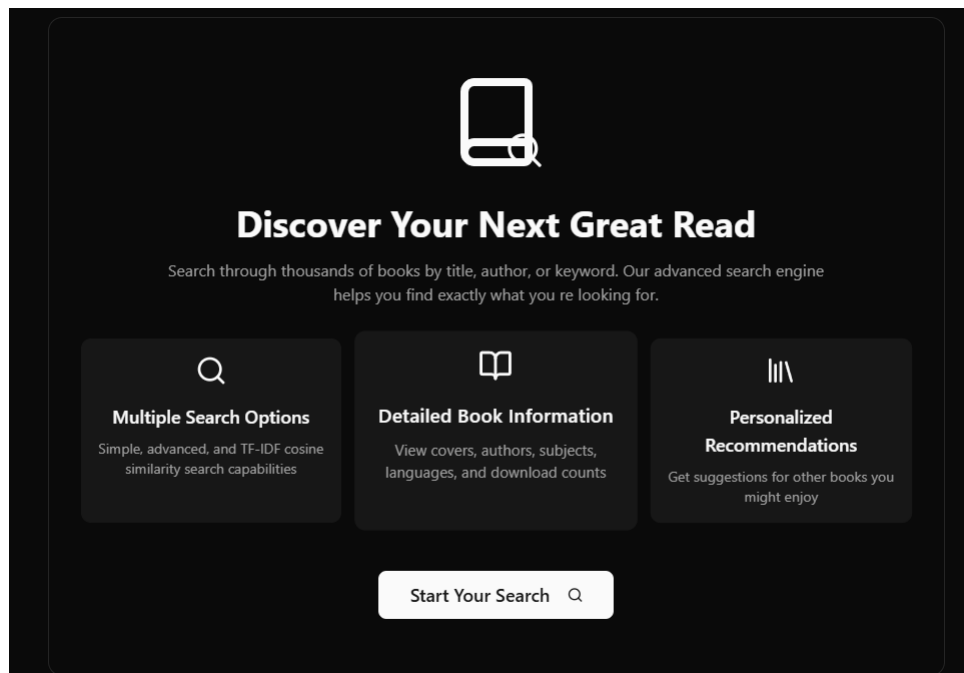 Discover Your Next Great Read
Search through thousands of books by title, author, or keyword. Our advanced search engine
helps you find exactly what you re looking for.
Multiple Search Options
Simple, advanced, and TF-IDF cosine
similarity search capabilities
Detailed Book Information
View covers, authors, subjects,
languages, and download counts
Personalized
Recommendations
Get suggestions for other books you
might enjoy
Start Your Search